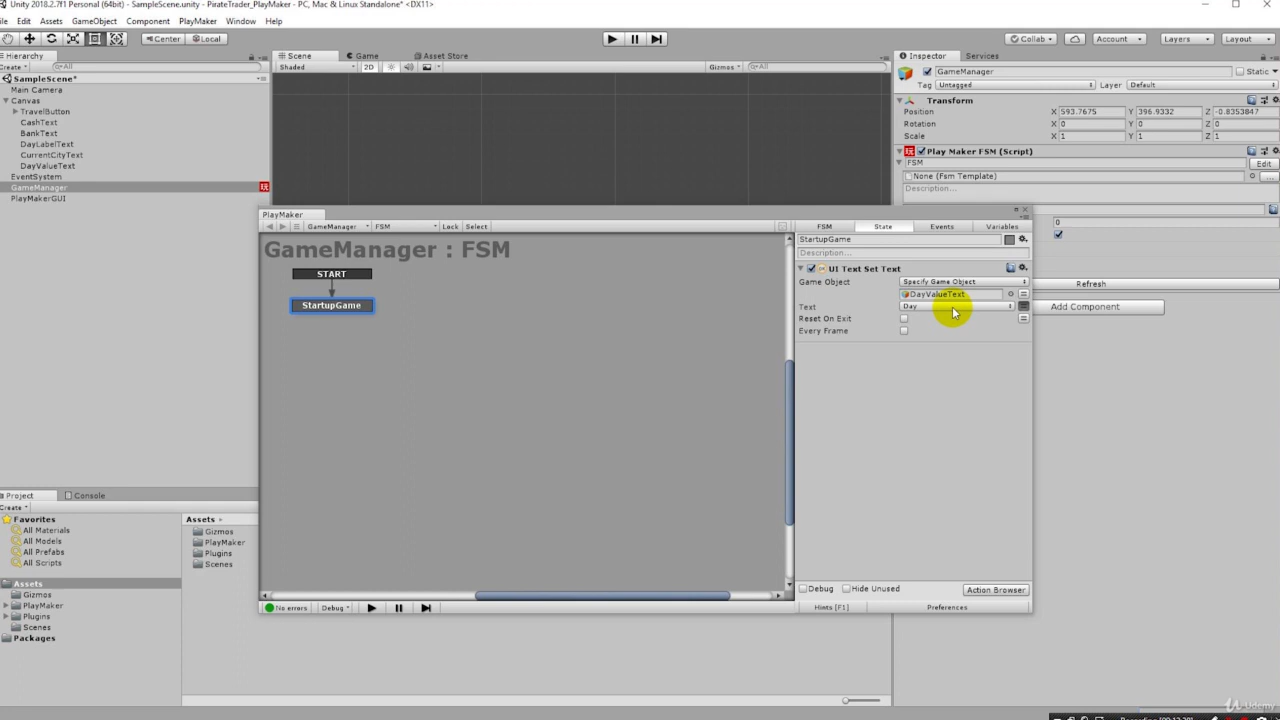 Unity 2018.2.7f1 Personal (64bit) - SampleScene.unity - PirateTrader_PlayMaker - PC, Mac & Linux Standalone* <DX11>
Edit Assets GameObject Component PlayMaker Window Help
Center Local Collab Account Layers Layout
Hierarchy Scene Game Asset Store Inspector Services
Create All Shaded 2D Gizmos All GameManager Static
SampleScene*
Main Camera
Canvas
TravelButton
CashText
BankText
DayLabelText
CurrentCityText
DayValueText
EventSystem
GameManager
PlayMakerGUI
Tag Untagged Layer Default
Transform
Position X 593.7675 Y 396.9332 Z -0.8353847
Rotation X 0 Y 0 Z 0
Scale X 1 Y 1 Z 1
Play Maker FSM (Script)
FSM Edit
None (Fsm Template) ...
Description...
0
Refresh
Add Component
PlayMaker
GameManager FSM Lock Select FSM State Events Variables
GameManager : FSM
START
StartupGame
StartupGame
Description...
UI Text Set Text
Game Object Specify Game Object
DayValueText
Text Day
Reset On Exit
Every Frame
Debug Hide Unused Action Browser
No errors Debug Hints [F1] Preferences
Project Console
Create
Favorites
All Materials
All Models
All Prefabs
All Scripts
Assets
Gizmos
PlayMaker
Plugins
Scenes
Packages
Assets
Gizmos
PlayMaker
Plugins
Scenes
Udemy